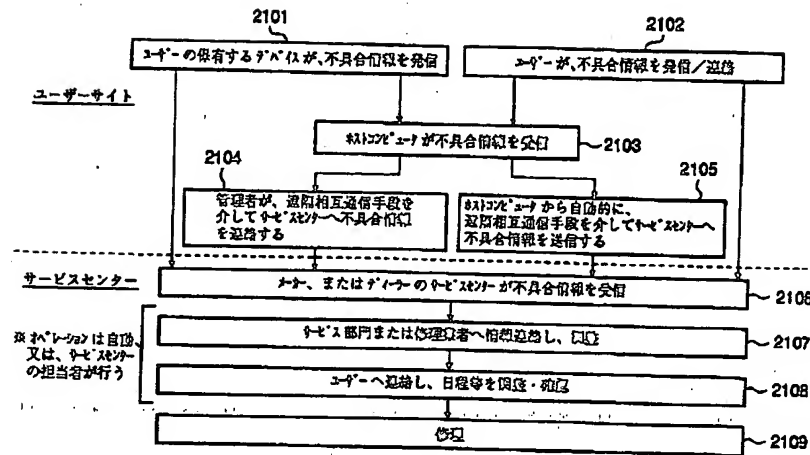 2101
2102
ユーザーの保有するデバイスが、不具合情報を発信
ユーザーが、不具合情報を発信/連絡
ユーザーサイト
ホストコンピュータが不具合情報を受信
2103
2104
2105
管理者が、遠隔相互通信手段を
介してサービスセンターへ不具合情報
を連絡する
ホストコンピュータから自動的に、
遠隔相互通信手段を介してサービスセンターへ
不具合情報を送信する
サービスセンター
メーカー、またはディーラーのサービスセンターが不具合情報を受信
2106
サービス部門または修理業者へ情報連絡し、
2107
※オペレーションは自動、
又は、サービスセンター
の担当者が行う
ユーザーへ連絡し、日程等を調整・確認
2108
修理
2109